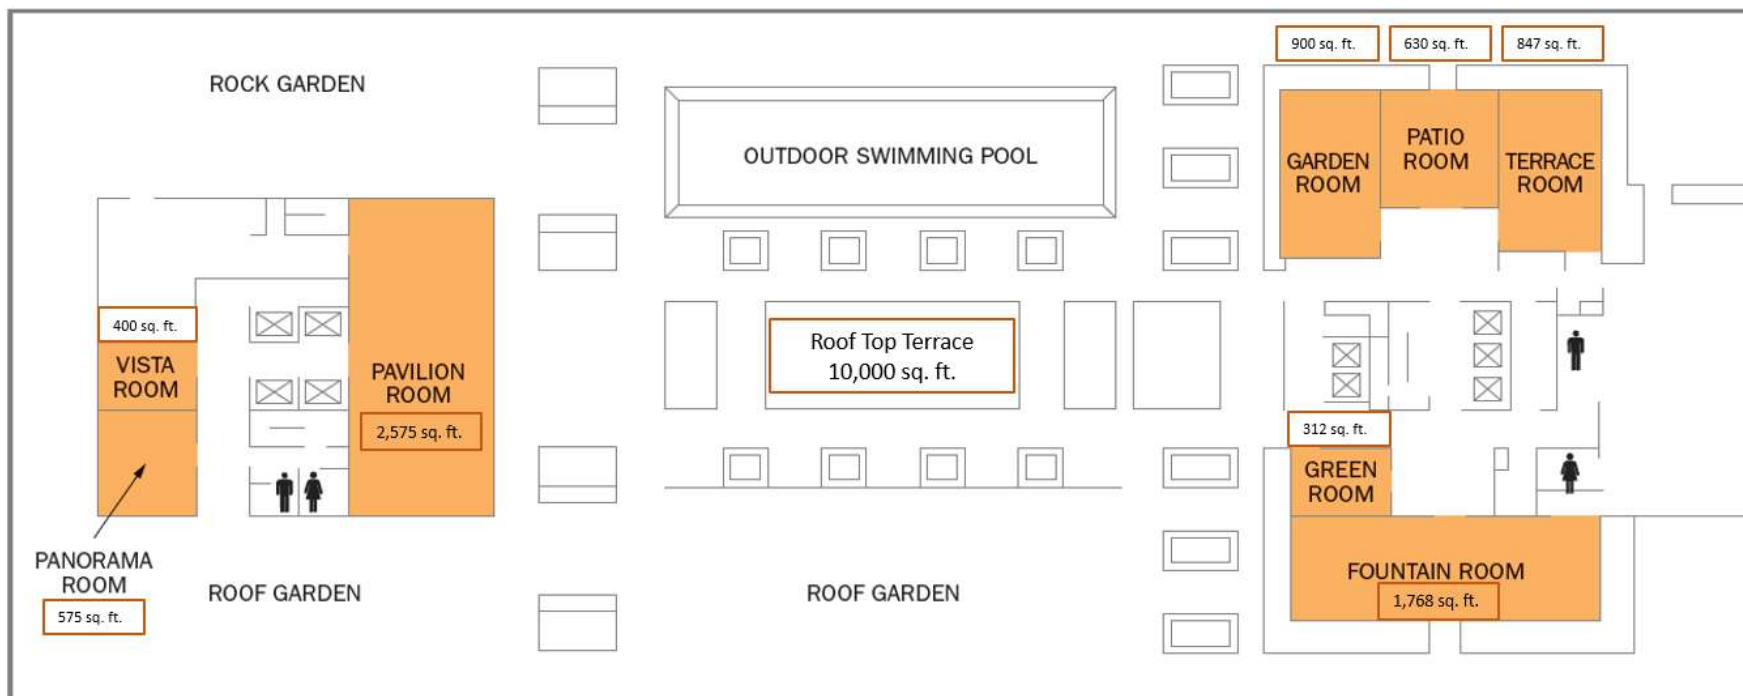 900 sq. ft.
630 sq. ft.
847 sq. ft.
ROCK GARDEN
OUTDOOR SWIMMING POOL
GARDEN
ROOM
PATIO
ROOM
TERRACE
ROOM
400 sq. ft.
VISTA
ROOM
PAVILION
ROOM
2,575 sq. ft.
Roof Top Terrace
10,000 sq. ft.
312 sq. ft.
GREEN
ROOM
PANORAMA
ROOM
575 sq. ft.
ROOF GARDEN
ROOF GARDEN
FOUNTAIN ROOM
1,768 sq. ft.